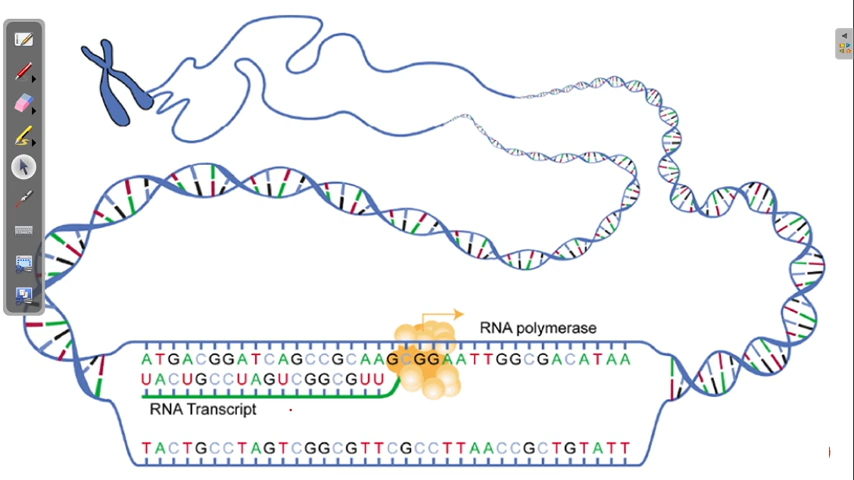 RNA polymerase
ATGACGGATCAGCCGCAAGCGGAATTGGCGACATAA
UACUGCCUAGUCGGCGUU
RNA Transcript
TACTGCCTAGTCGGCGTTCGCCTTAACCGCTGTATT